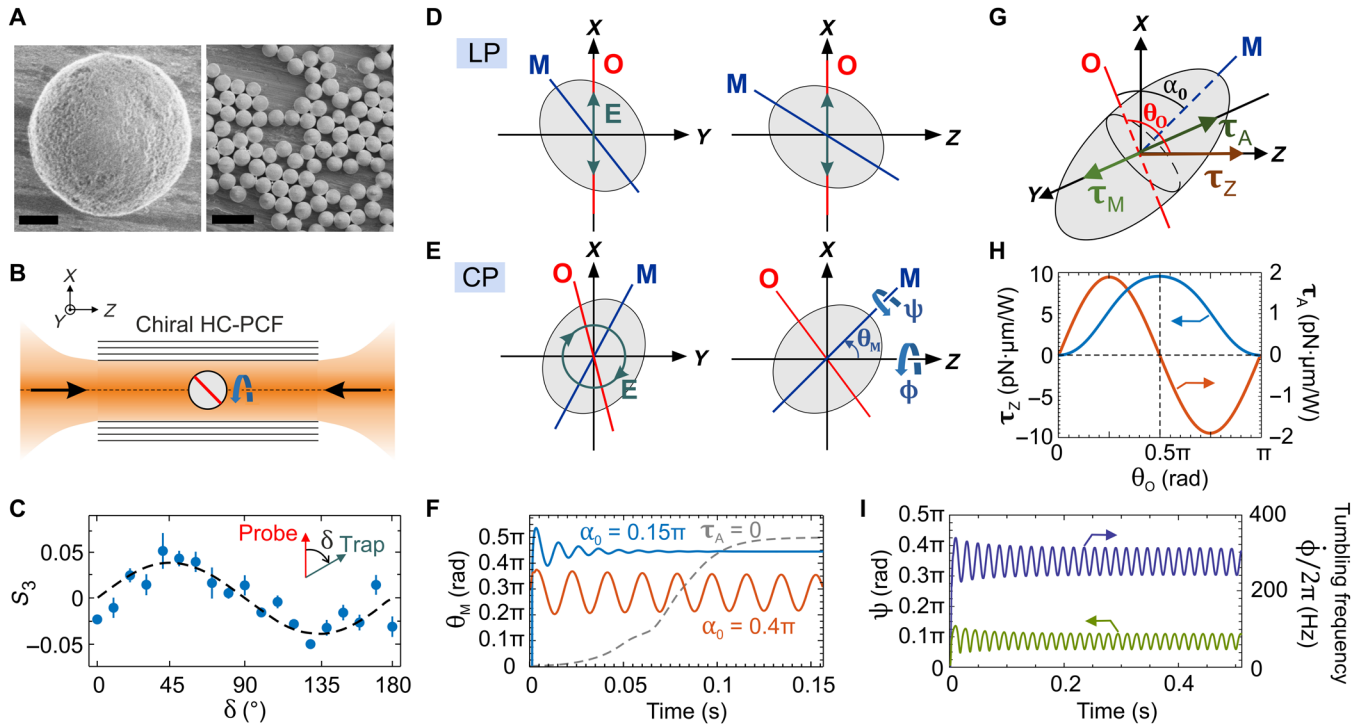 A
B
X
Y
Z
Chiral HC-PCF
C
S3
0.05
0
−0.05
Probe
δ
Trap
0 45 90 135 180
δ (°)
D
LP
X
M
O
E
Y
X
M
O
E
Z
E
CP
X
O
M
E
Y
X
O
M
ψ
θM
Z
ϕ
F
θM (rad)
0.5π
0.4π
0.3π
0.2π
0.1π
0
α0 = 0.15π
τA = 0
α0 = 0.4π
0 0.05 0.1 0.15
Time (s)
G
X
O
M
α0
θO
τA
Z
τZ
Y
τM
H
τZ (pN·μm/W)
10
5
0
−5
−10
2
1
0
−1
−2
τA (pN·μm/W)
0 0.5π π
θO (rad)
I
ψ (rad)
0.5π
0.4π
0.3π
0.2π
0.1π
0
400
200
0
Tumbling frequency
ϕ̇/2π (Hz)
0 0.2 0.4
Time (s)